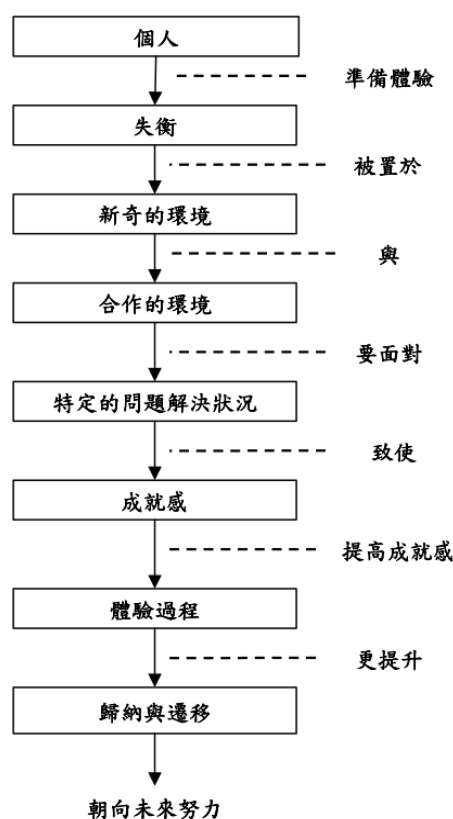 個人
準備體驗
失衡
被置於
新奇的環境
與
合作的環境
要面對
特定的問題解決狀況
致使
成就感
提高成就感
體驗過程
更提升
歸納與遷移
朝向未來努力